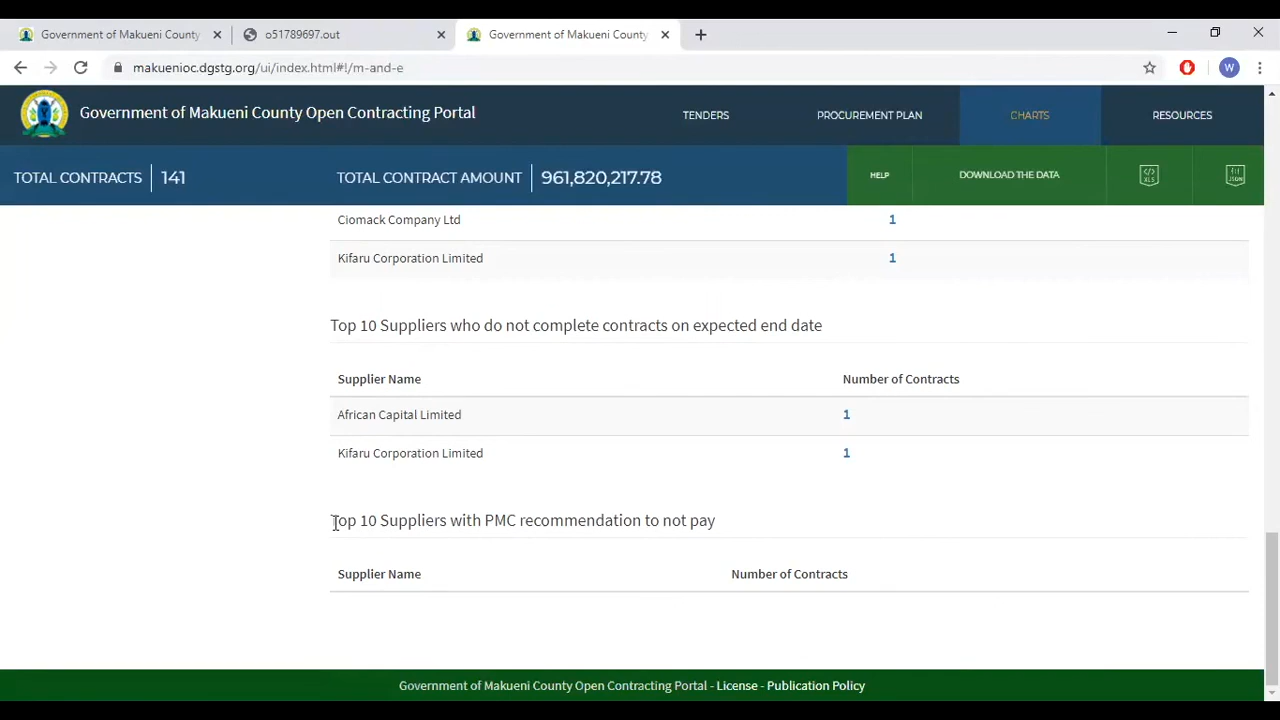 Government of Makueni County
o51789697.out
Government of Makueni County
makuenioc.dgstg.org/ui/index.html#!/m-and-e
W
Government of Makueni County Open Contracting Portal
TENDERS
PROCUREMENT PLAN
CHARTS
RESOURCES
TOTAL CONTRACTS 141
TOTAL CONTRACT AMOUNT 961,820,217.78
HELP
DOWNLOAD THE DATA
XLS
JSON
Ciomack Company Ltd 1
Kifaru Corporation Limited 1
Top 10 Suppliers who do not complete contracts on expected end date
Supplier Name Number of Contracts
African Capital Limited 1
Kifaru Corporation Limited 1
Top 10 Suppliers with PMC recommendation to not pay
Supplier Name Number of Contracts
Government of Makueni County Open Contracting Portal - License - Publication Policy